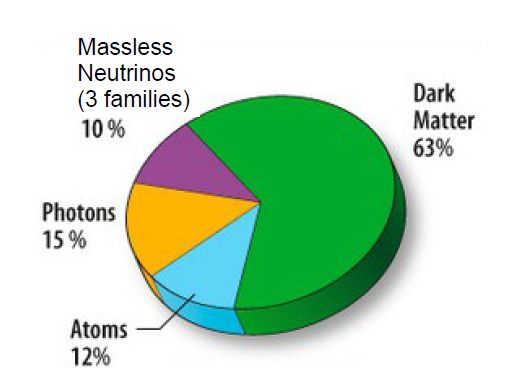 Massless
Neutrinos
(3 families)
10 %
Dark
Matter
63%
Photons
15 %
Atoms
12%